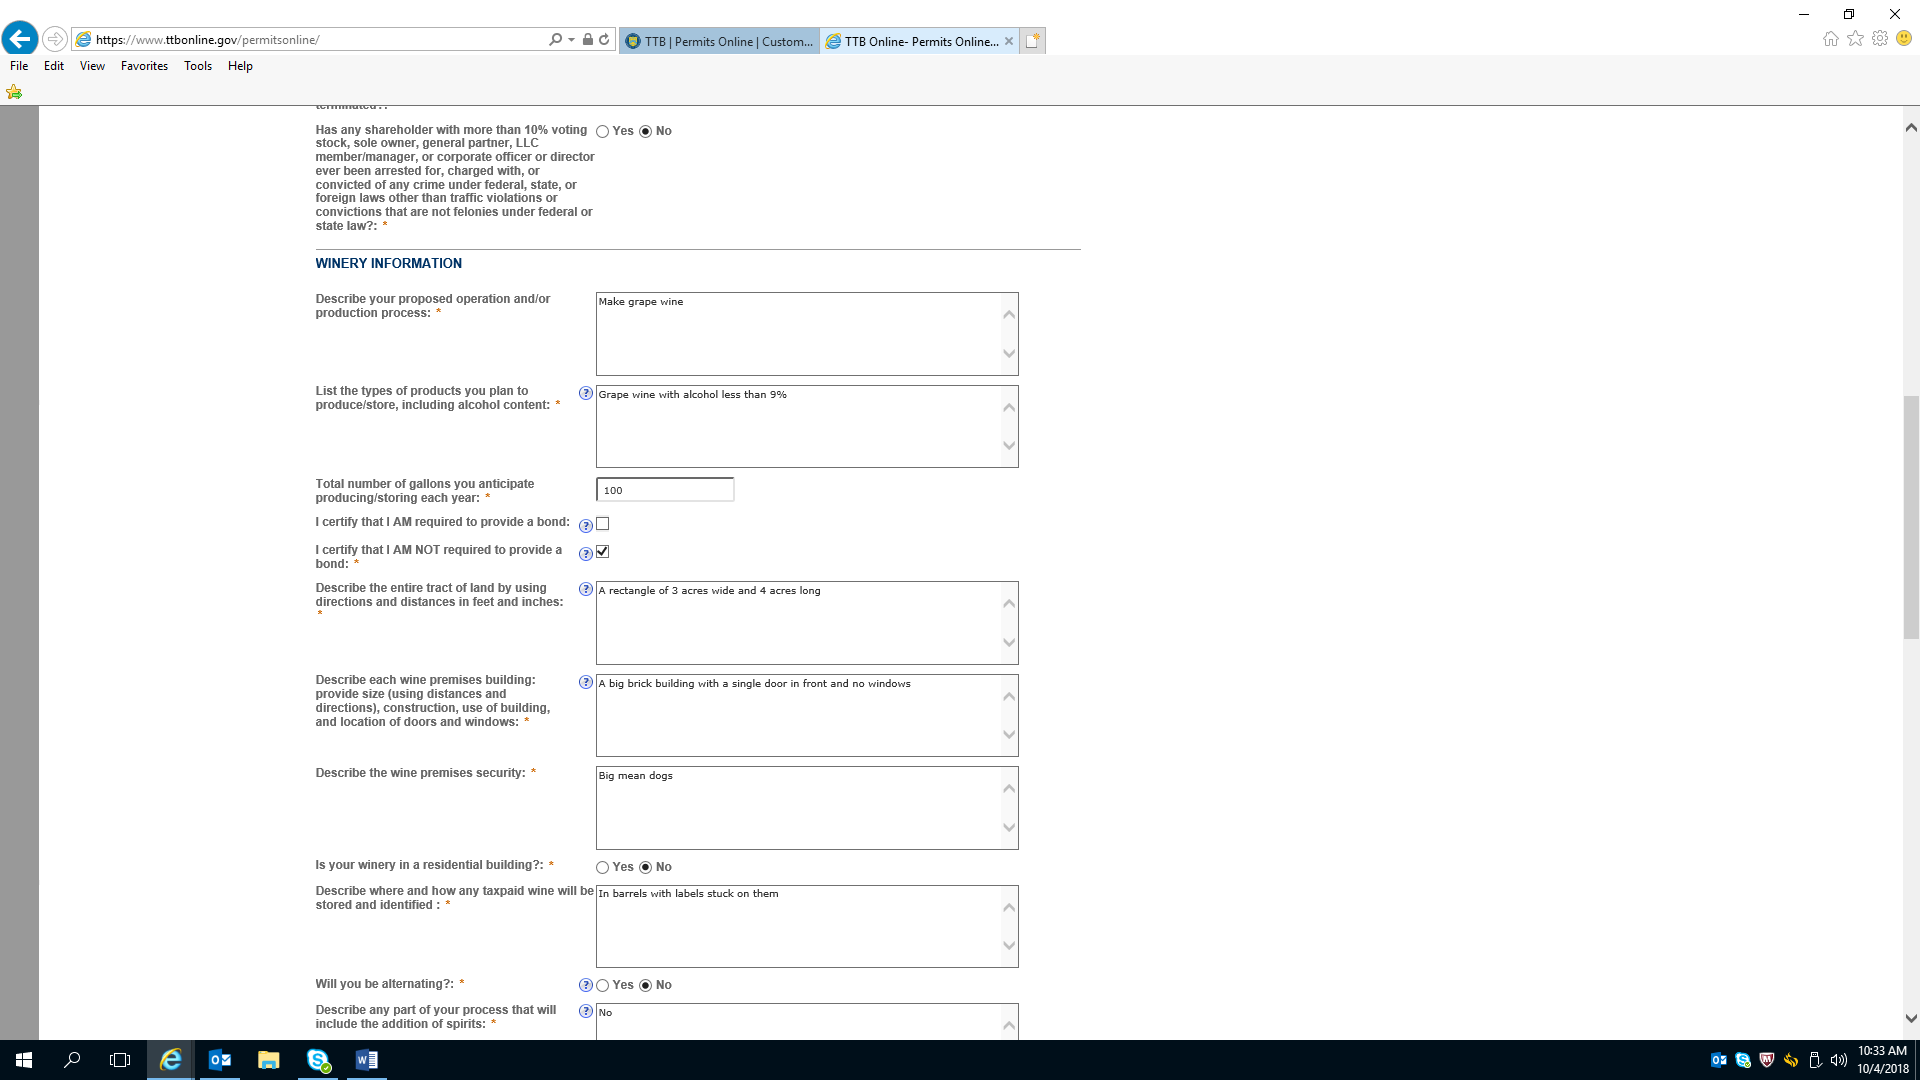 https://www.ttbonline.gov/permitsonline/
TTB | Permits Online | Custom...
TTB Online- Permits Online...
File Edit View Favorites Tools Help
terminated?:
Has any shareholder with more than 10% voting
stock, sole owner, general partner, LLC
member/manager, or corporate officer or director
ever been arrested for, charged with, or
convicted of any crime under federal, state, or
foreign laws other than traffic violations or
convictions that are not felonies under federal or
state law?: *
Yes No
WINERY INFORMATION
Describe your proposed operation and/or
production process: *
Make grape wine
List the types of products you plan to
produce/store, including alcohol content: *
Grape wine with alcohol less than 9%
Total number of gallons you anticipate
producing/storing each year: *
100
I certify that I AM required to provide a bond:
I certify that I AM NOT required to provide a
bond: *
Describe the entire tract of land by using
directions and distances in feet and inches:
*
A rectangle of 3 acres wide and 4 acres long
Describe each wine premises building:
provide size (using distances and
directions), construction, use of building,
and location of doors and windows: *
A big brick building with a single door in front and no windows
Describe the wine premises security: *
Big mean dogs
Is your winery in a residential building?: *
Yes No
Describe where and how any taxpaid wine will be
stored and identified : *
In barrels with labels stuck on them
Will you be alternating?: *
Yes No
Describe any part of your process that will
include the addition of spirits: *
No
10:33 AM
10/4/2018